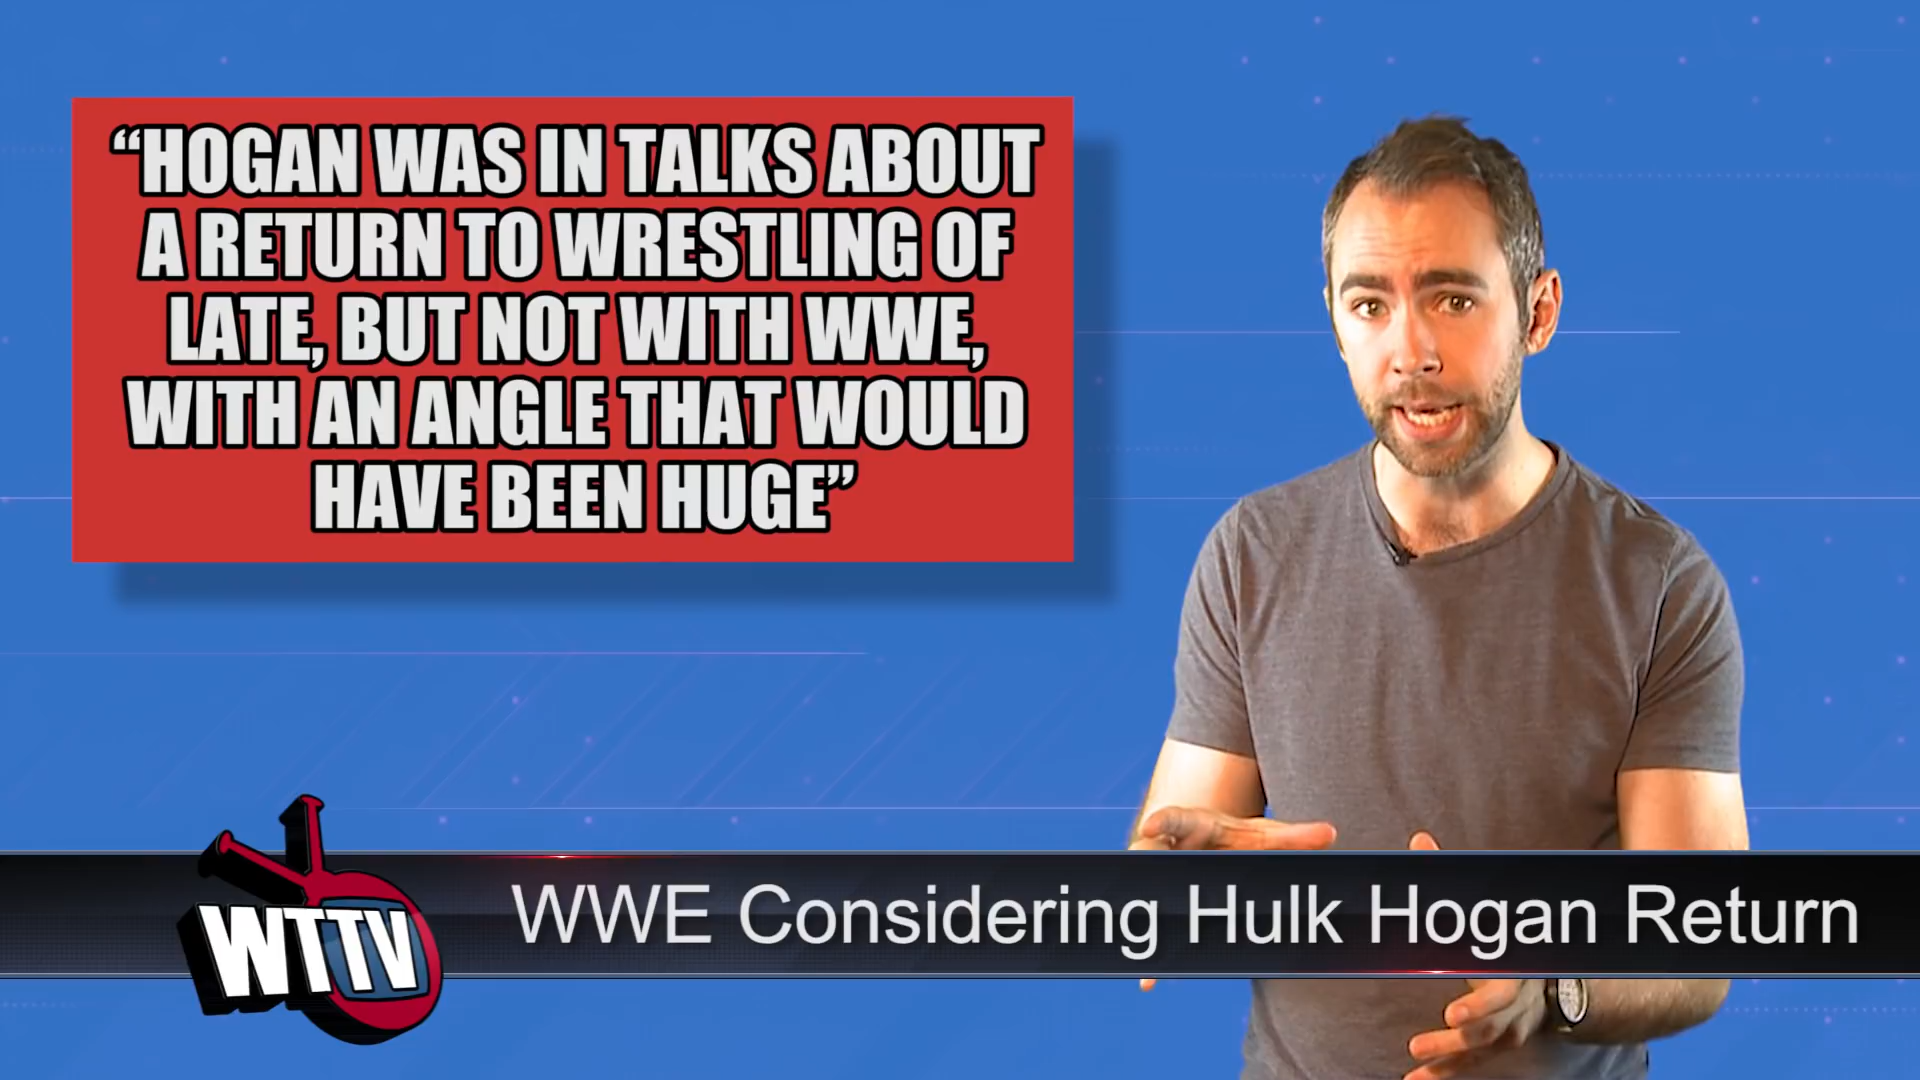 “HOGAN WAS IN TALKS ABOUT
A RETURN TO WRESTLING OF
LATE, BUT NOT WITH WWE,
WITH AN ANGLE THAT WOULD
HAVE BEEN HUGE”
WTTV
WWE Considering Hulk Hogan Return